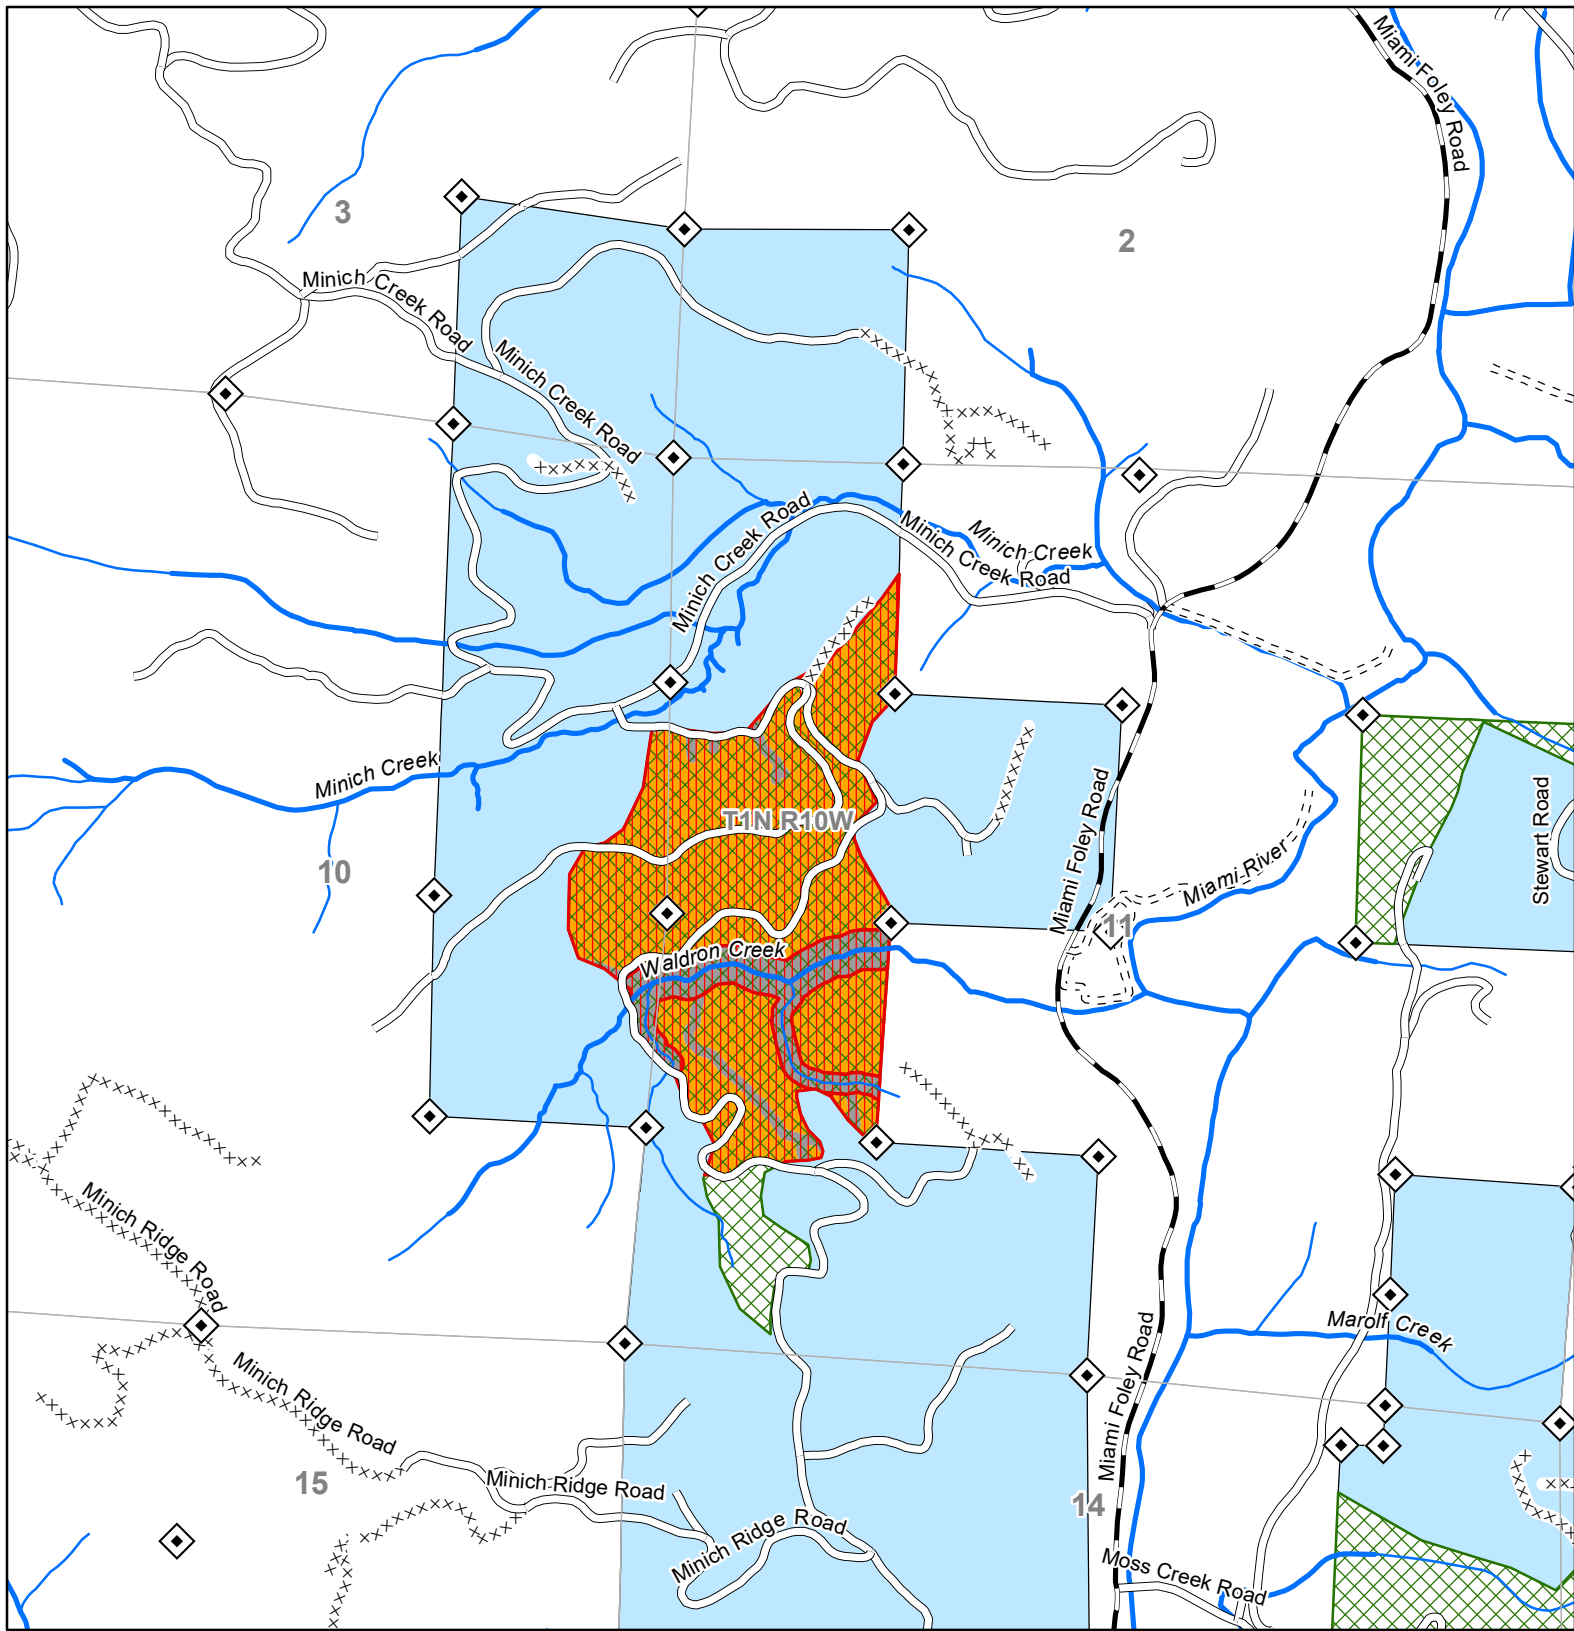 Miami Foley Road
3
2
Minich Creek Road
Minich Creek Road
Minich Creek Road
Minich Creek Road
Minich Creek
Minich Creek
T1N R10W
10
Miami Foley Road
Miami River
Stewart Road
11
Waldron Creek
Minich Ridge Road
Marolf Creek
Miami Foley Road
Minich Ridge Road
15
Minich Ridge Road
14
Minich Ridge Road
Moss Creek Road